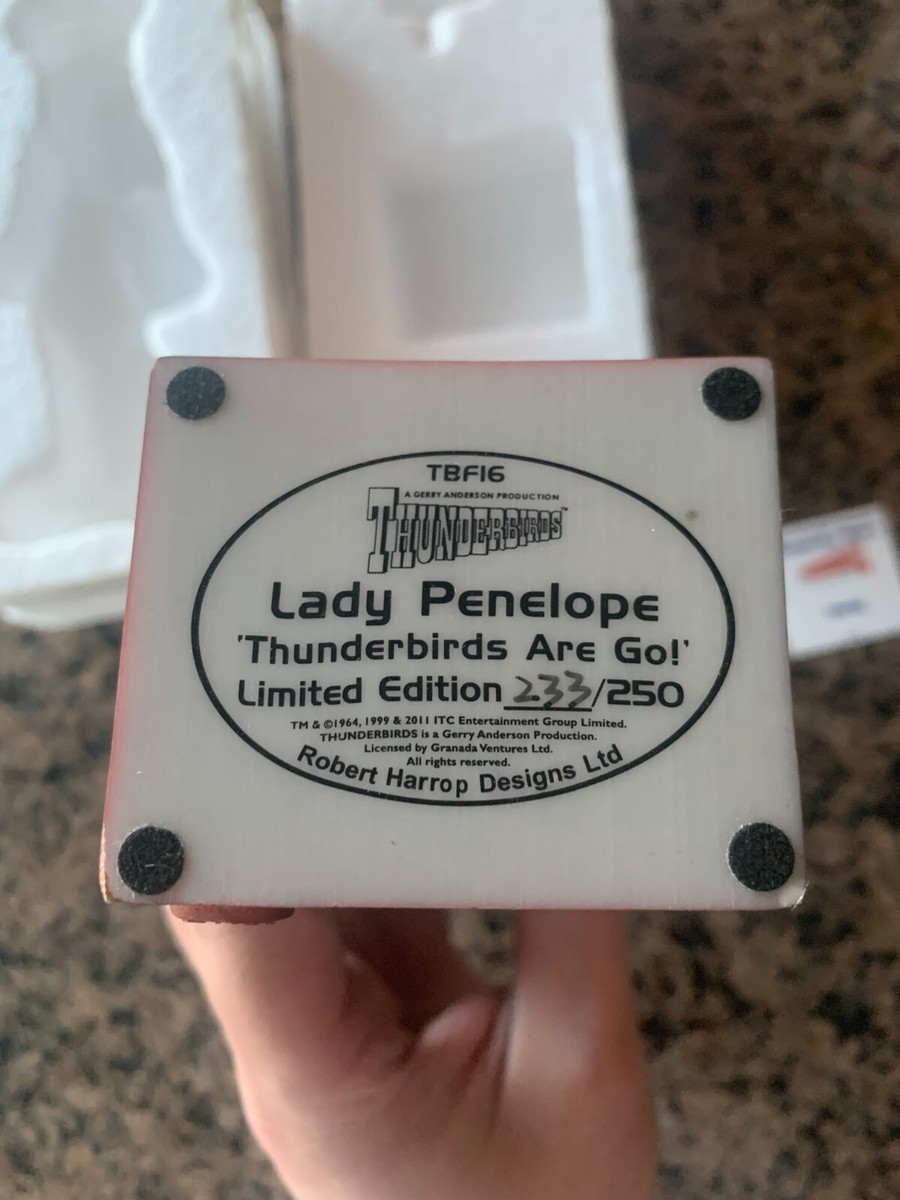 TBF16
A GERRY ANDERSON PRODUCTION
THUNDERBIRDS™
Lady Penelope
'Thunderbirds Are Go!'
Limited Edition 233/250
TM & ©1964, 1999 & 2011 ITC Entertainment Group Limited.
THUNDERBIRDS is a Gerry Anderson Production.
Licensed by Granada Ventures Ltd.
All rights reserved.
Robert Harrop Designs Ltd